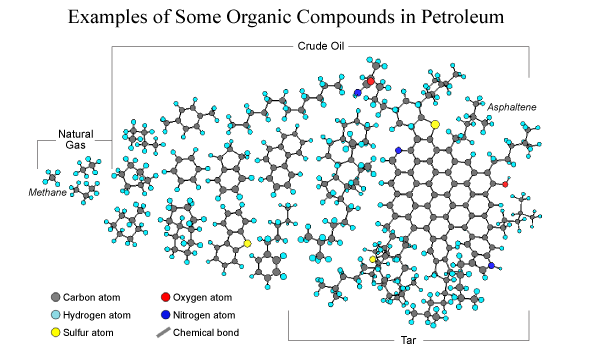 Examples of Some Organic Compounds in Petroleum
Crude Oil
Asphaltene
Natural
Gas
Methane
Carbon atom
Oxygen atom
Hydrogen atom
Nitrogen atom
Sulfur atom
Chemical bond
Tar